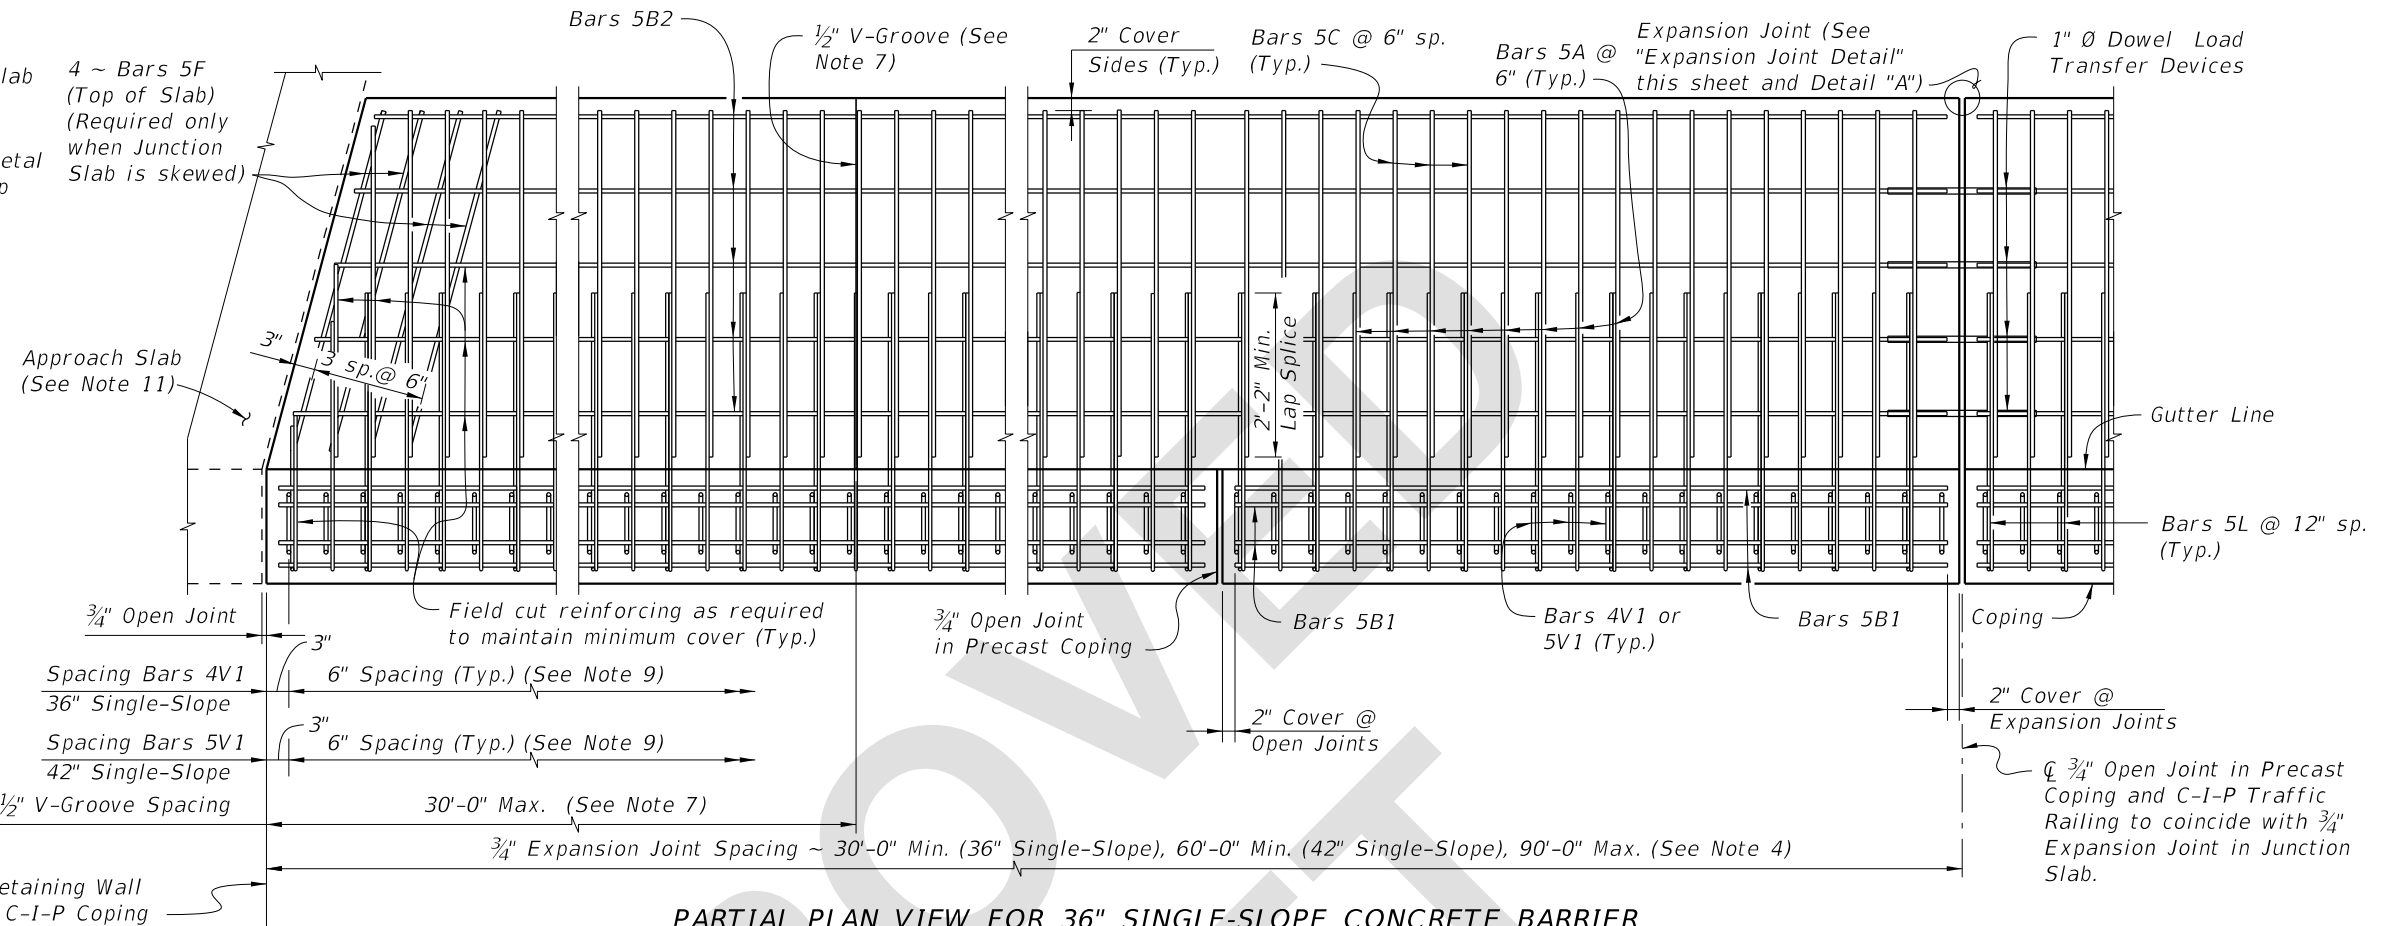 Bars 5B2
½" V-Groove (See
Note 7)
2" Cover
Sides (Typ.)
Bars 5C @ 6" sp.
(Typ.)
Bars 5A @
6" (Typ.)
Expansion Joint (See
"Expansion Joint Detail"
this sheet and Detail "A")
1" Ø Dowel Load
Transfer Devices
lab
4 ~ Bars 5F
(Top of Slab)
(Required only
when Junction
Slab is skewed)
etal
p
3"
3 sp.@ 6"
Approach Slab
(See Note 11)
2'-2" Min.
Lap Splice
Gutter Line
Bars 5L @ 12" sp.
(Typ.)
¾" Open Joint
Field cut reinforcing as required
to maintain minimum cover (Typ.)
¾" Open Joint
in Precast Coping
Bars 5B1
Bars 4V1 or
5V1 (Typ.)
Bars 5B1
Coping
3"
Spacing Bars 4V1
36" Single-Slope
6" Spacing (Typ.) (See Note 9)
3"
Spacing Bars 5V1
42" Single-Slope
6" Spacing (Typ.) (See Note 9)
2" Cover @
Open Joints
2" Cover @
Expansion Joints
℄ ¾" Open Joint in Precast
Coping and C-I-P Traffic
Railing to coincide with ¾"
Expansion Joint in Junction
Slab.
½" V-Groove Spacing
30'-0" Max. (See Note 7)
¾" Expansion Joint Spacing ~ 30'-0" Min. (36" Single-Slope), 60'-0" Min. (42" Single-Slope), 90'-0" Max. (See Note 4)
etaining Wall
C-I-P Coping
PARTIAL PLAN VIEW FOR 36" SINGLE-SLOPE CONCRETE BARRIER